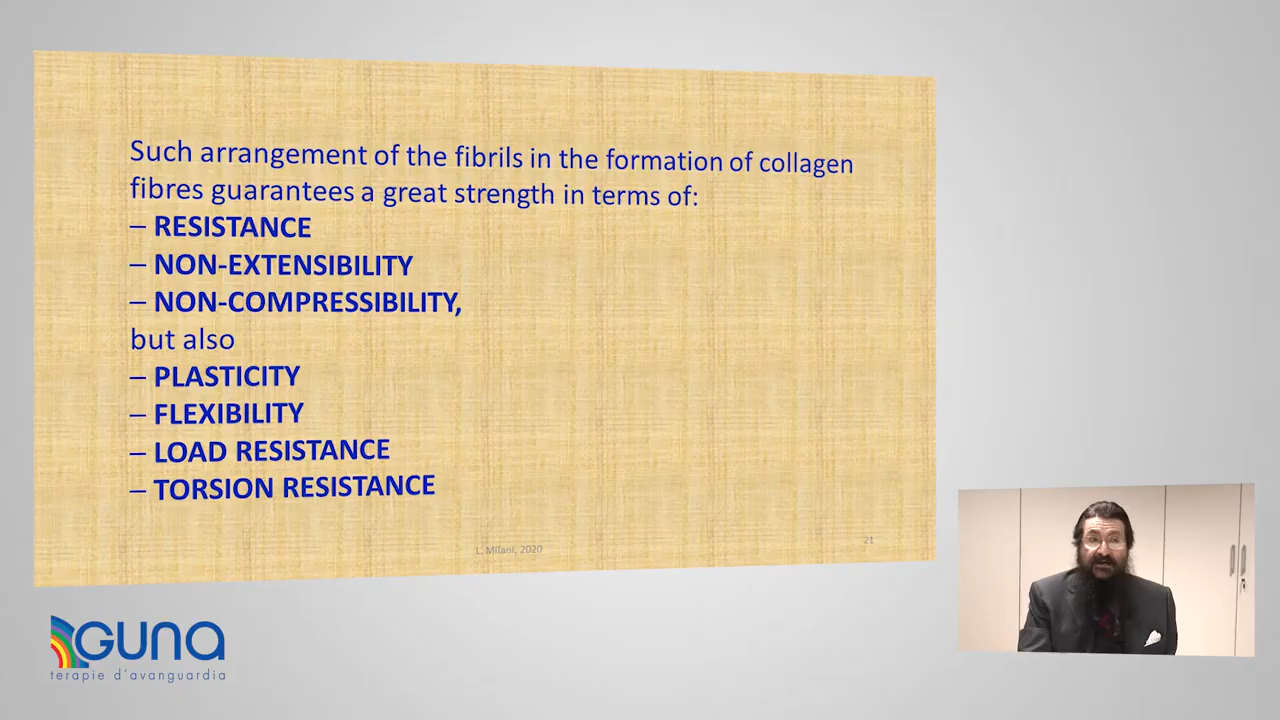 Such arrangement of the fibrils in the formation of collagen
fibres guarantees a great strength in terms of:
– RESISTANCE
– NON-EXTENSIBILITY
– NON-COMPRESSIBILITY,
but also
– PLASTICITY
– FLEXIBILITY
– LOAD RESISTANCE
– TORSION RESISTANCE
L. Milani, 2020
21
GUNA
terapie d'avanguardia